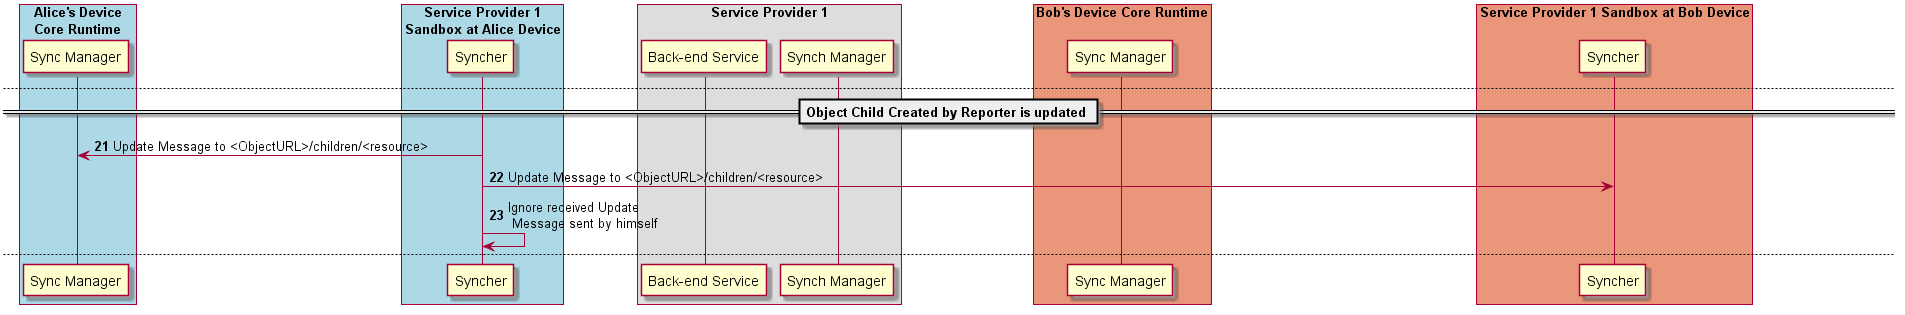 Alice's Device
Core Runtime
Service Provider 1
Sandbox at Alice Device
Service Provider 1
Bob's Device Core Runtime
Service Provider 1 Sandbox at Bob Device
Sync Manager
Syncher
Back-end Service
Synch Manager
Sync Manager
Syncher
Object Child Created by Reporter is updated
21 Update Message to <ObjectURL>/children/<resource>
22 Update Message to <ObjectURL>/children/<resource>
23 Ignore received Update
Message sent by himself
Sync Manager
Syncher
Back-end Service
Synch Manager
Sync Manager
Syncher